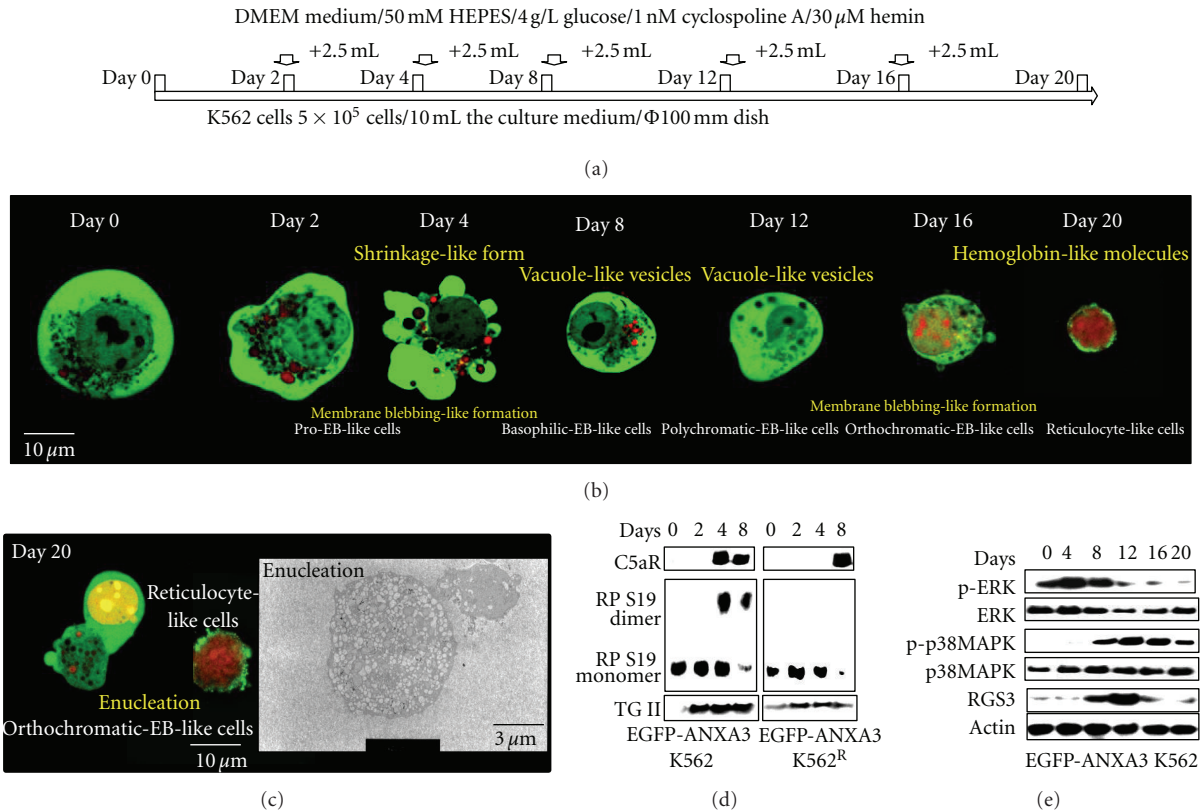 DMEM medium/50 mM HEPES/4 g/L glucose/1 nM cyclospoline A/30 μM hemin
+2.5 mL +2.5 mL +2.5 mL +2.5 mL +2.5 mL
Day 0 Day 2 Day 4 Day 8 Day 12 Day 16 Day 20
K562 cells 5 × 10⁵ cells/10 mL the culture medium/Φ100 mm dish
(a)
Day 0 Day 2 Day 4 Day 8 Day 12 Day 16 Day 20
Shrinkage-like form Hemoglobin-like molecules
Vacuole-like vesicles Vacuole-like vesicles
Membrane blebbing-like formation Membrane blebbing-like formation
Pro-EB-like cells Basophilic-EB-like cells Polychromatic-EB-like cells Orthochromatic-EB-like cells Reticulocyte-like cells
10 μm
(b)
Day 20
Enucleation
Reticulocyte-
like cells
Enucleation
Orthochromatic-EB-like cells
10 μm
3 μm
(c)
Days 0 2 4 8 0 2 4 8
C5aR
RP S19
dimer
RP S19
monomer
TG II
EGFP-ANXA3 EGFP-ANXA3
K562 K562ᴿ
(d)
Days 0 4 8 12 16 20
p-ERK
ERK
p-p38MAPK
p38MAPK
RGS3
Actin
EGFP-ANXA3 K562
(e)